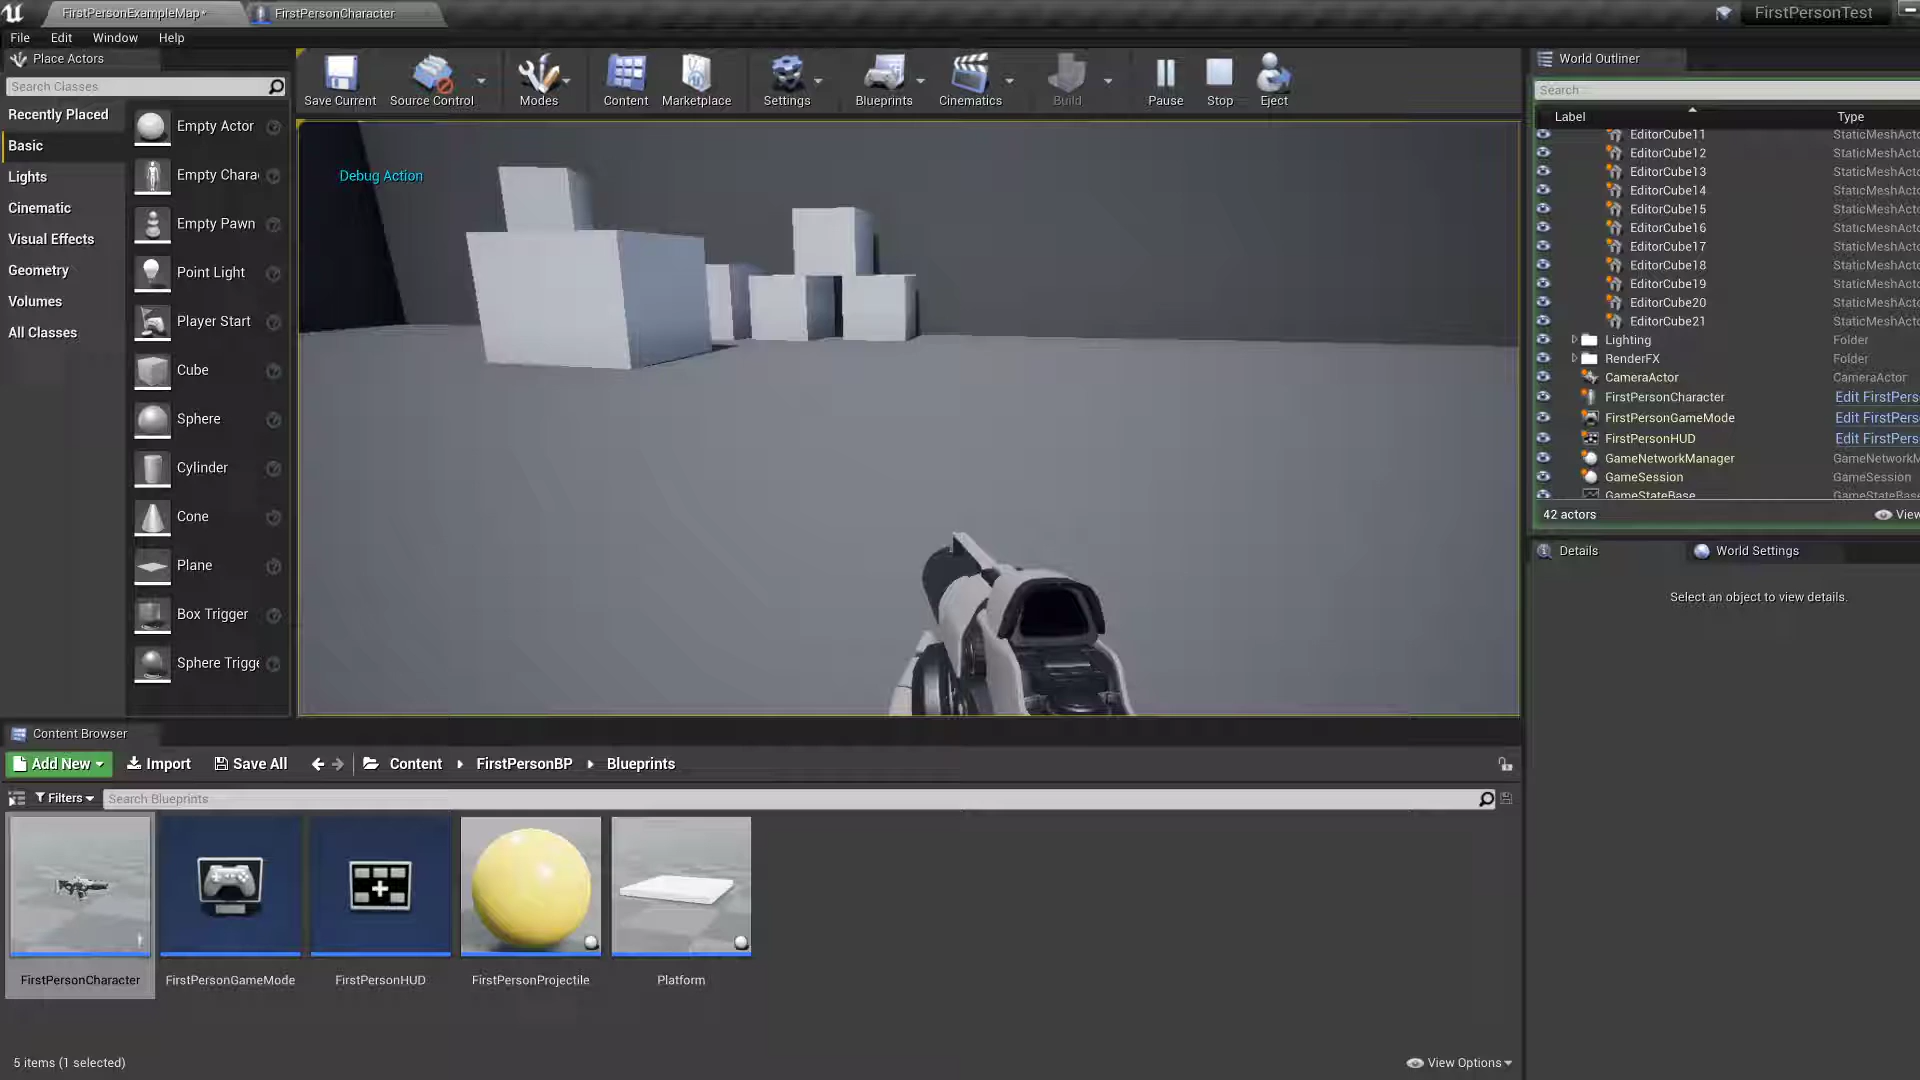 FirstPersonExampleMap*
FirstPersonCharacter
FirstPersonTest
File Edit Window Help
Place Actors
Search Classes
Recently Placed
Basic
Lights
Cinematic
Visual Effects
Geometry
Volumes
All Classes
Empty Actor
Empty Chara
Empty Pawn
Point Light
Player Start
Cube
Sphere
Cylinder
Cone
Plane
Box Trigger
Sphere Trigge
Save Current
Source Control
Modes
Content
Marketplace
Settings
Blueprints
Cinematics
Build
Pause
Stop
Eject
Debug Action
World Outliner
Search
Label Type
EditorCube11 StaticMeshActo
EditorCube12 StaticMeshActo
EditorCube13 StaticMeshActo
EditorCube14 StaticMeshActo
EditorCube15 StaticMeshActo
EditorCube16 StaticMeshActo
EditorCube17 StaticMeshActo
EditorCube18 StaticMeshActo
EditorCube19 StaticMeshActo
EditorCube20 StaticMeshActo
EditorCube21 StaticMeshActo
Lighting Folder
RenderFX Folder
CameraActor CameraActor
FirstPersonCharacter Edit FirstPers
FirstPersonGameMode Edit FirstPers
FirstPersonHUD Edit FirstPers
GameNetworkManager GameNetworkM
GameSession GameSession
GameStateBase GameStateBase
42 actors
View
Details
World Settings
Select an object to view details.
Content Browser
Add New Import Save All Content FirstPersonBP Blueprints
Filters Search Blueprints
FirstPersonCharacter
FirstPersonGameMode
FirstPersonHUD
FirstPersonProjectile
Platform
5 items (1 selected)
View Options